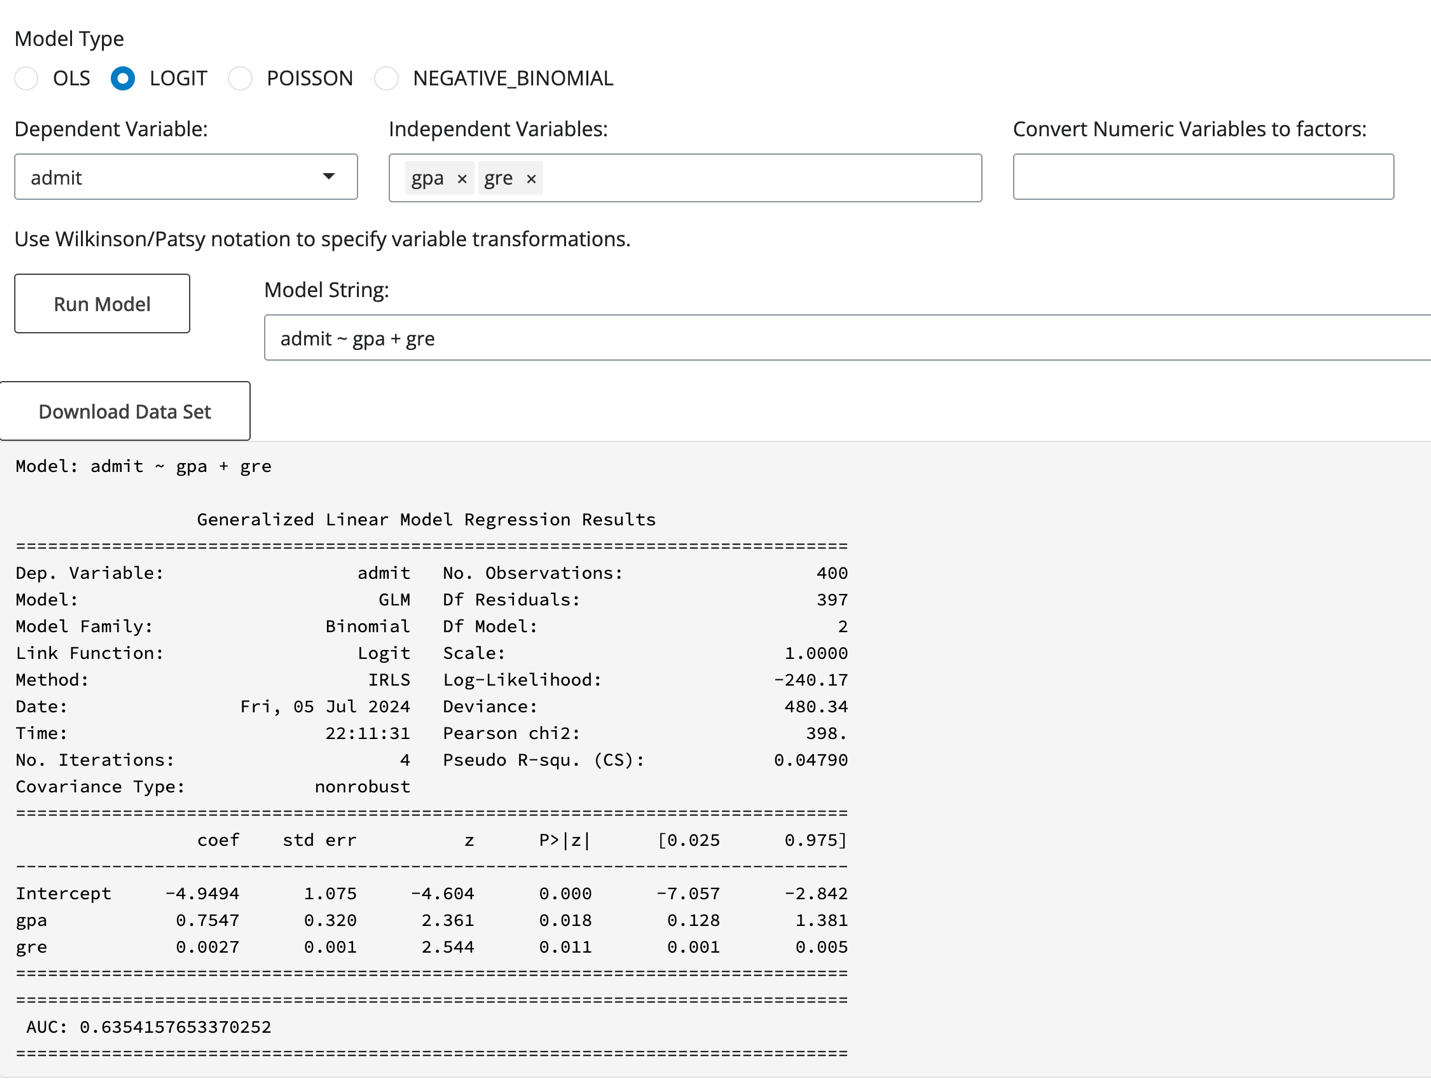 Model Type
OLS LOGIT POISSON NEGATIVE_BINOMIAL
Dependent Variable: Independent Variables: Convert Numeric Variables to factors:
admit gpa × gre ×
Use Wilkinson/Patsy notation to specify variable transformations.
Run Model
Model String:
admit ~ gpa + gre
Download Data Set
Model: admit ~ gpa + gre
Generalized Linear Model Regression Results
==============================================================================
Dep. Variable:                  admit   No. Observations:                  400
Model:                            GLM   Df Residuals:                      397
Model Family:                Binomial   Df Model:                            2
Link Function:                  Logit   Scale:                          1.0000
Method:                          IRLS   Log-Likelihood:                -240.17
Date:                Fri, 05 Jul 2024   Deviance:                       480.34
Time:                        22:11:31   Pearson chi2:                     398.
No. Iterations:                     4   Pseudo R-squ. (CS):            0.04790
Covariance Type:            nonrobust
==============================================================================
                 coef    std err          z      P>|z|      [0.025      0.975]
------------------------------------------------------------------------------
Intercept     -4.9494      1.075     -4.604      0.000      -7.057      -2.842
gpa            0.7547      0.320      2.361      0.018       0.128       1.381
gre            0.0027      0.001      2.544      0.011       0.001       0.005
==============================================================================
==============================================================================
 AUC: 0.6354157653370252
==============================================================================